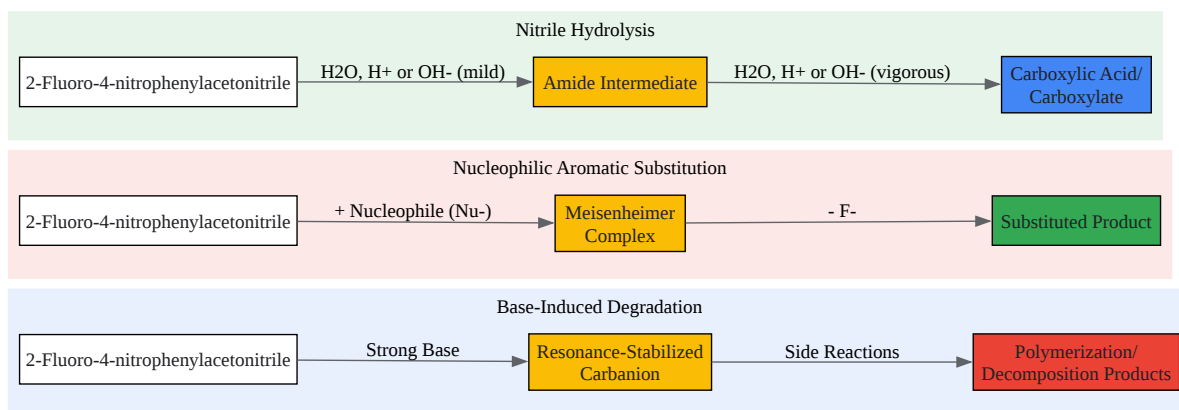 Nitrile Hydrolysis
2-Fluoro-4-nitrophenylacetonitrile
H2O, H+ or OH- (mild)
Amide Intermediate
H2O, H+ or OH- (vigorous)
Carboxylic Acid/
Carboxylate
Nucleophilic Aromatic Substitution
2-Fluoro-4-nitrophenylacetonitrile
+ Nucleophile (Nu-)
Meisenheimer
Complex
- F-
Substituted Product
Base-Induced Degradation
2-Fluoro-4-nitrophenylacetonitrile
Strong Base
Resonance-Stabilized
Carbanion
Side Reactions
Polymerization/
Decomposition Products